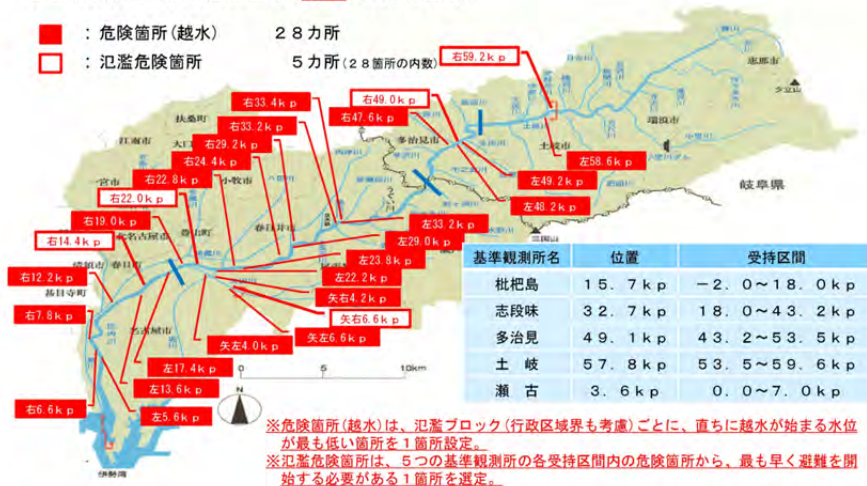 ：危険箇所(越水)　　２８カ所
：氾濫危険箇所　　５カ所(２８箇所の内数)
右59.2kp
右33.4kp
右49.0kp
右33.2kp
右47.6kp
扶桑町
多治見市
恵那市
瑞浪市
土岐市
江南市
大口
右29.2kp
右24.4kp
左58.6kp
左49.2kp
岐阜県
一宮市
右22.8kp
小牧市
左48.2kp
右22.0kp
右19.0kp
豊山町
春日井市
左33.2kp
左29.0kp
三国山
右14.4kp
北名古屋市
左23.8kp
清須市
春日町
左22.2kp
右12.2kp
矢右4.2kp
甚目寺町
矢右6.6kp
右7.8kp
名古屋市
矢左4.0kp
矢左6.6kp
左17.4kp
左13.6kp
右6.6kp
左5.6kp
0　5　10km
N
伊勢湾
基準観測所名　位置　受持区間
枇杷島　１５．７kp　－２．０～１８．０kp
志段味　３２．７kp　１８．０～４３．２kp
多治見　４９．１kp　４３．２～５３．５kp
土岐　５７．８kp　５３．５～５９．６kp
瀬古　３．６kp　０．０～７．０kp
※危険箇所(越水)は、氾濫ブロック(行政区域界も考慮)ごとに、直ちに越水が始まる水位
が最も低い箇所を１箇所設定。
※氾濫危険箇所は、５つの基準観測所の各受持区間内の危険箇所から、最も早く避難を開
始する必要がある１箇所を選定。